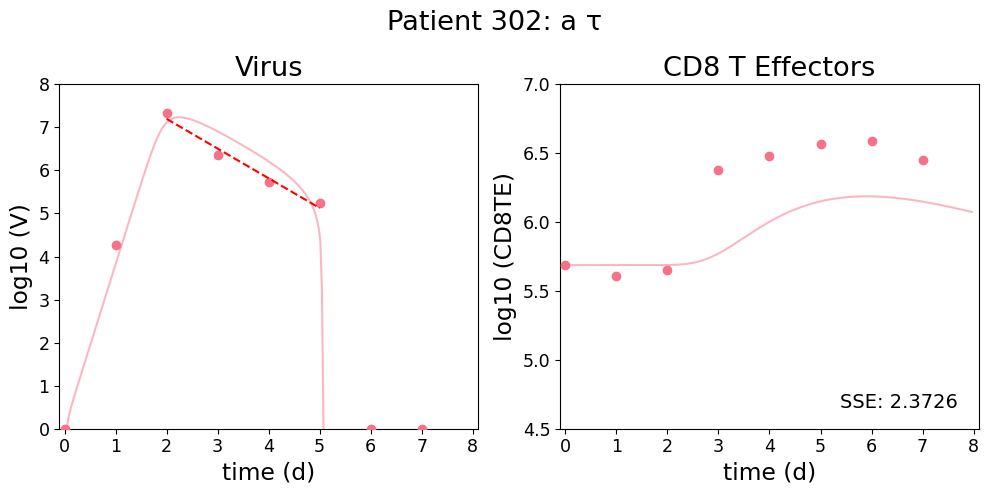 Patient 302: a τ
Virus
CD8 T Effectors
log10 (V)
8
7
6
5
4
3
2
1
0
0 1 2 3 4 5 6 7 8
time (d)
log10 (CD8TE)
7.0
6.5
6.0
5.5
5.0
4.5
SSE: 2.3726
0 1 2 3 4 5 6 7 8
time (d)